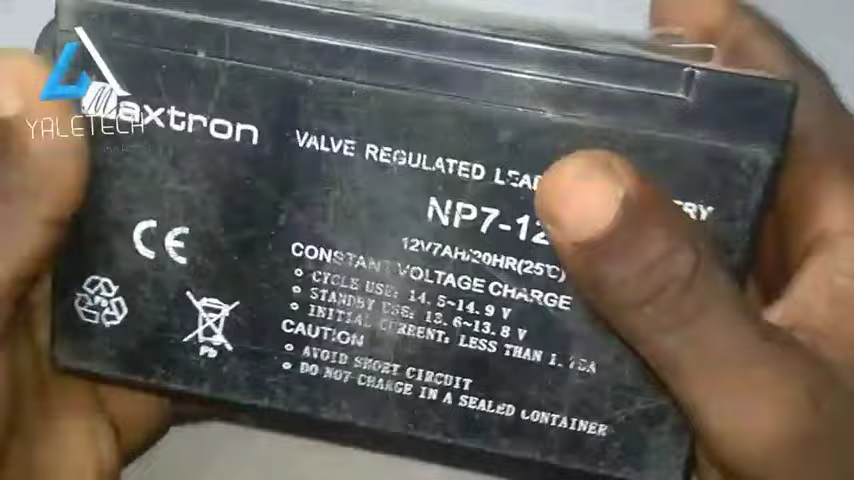 Maxtron
YALETECH
VALVE REGULATED
NP7-12
12V7AH/20HR(25℃)
CONSTANT VOLTAGE CHARGE
CYCLE USE: 14.5~14.9 V
STANDBY USE: 13.6~13.8 V
INITIAL CURRENT: LESS THAN
CAUTION
AVOID SHORT CIRCUIT
DO NOT CHARGE IN A SEALED CONTAINER
CE
Pb
Pb